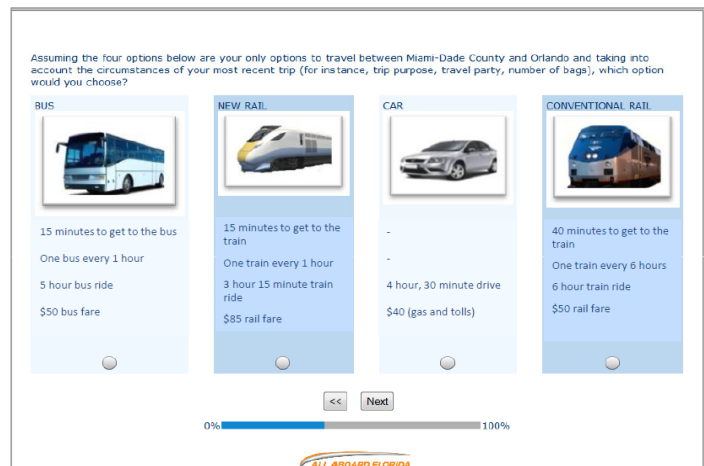 Assuming the four options below are your only options to travel between Miami-Dade County and Orlando and taking into
account the circumstances of your most recent trip (for instance, trip purpose, travel party, number of bags), which option
would you choose?
BUS
15 minutes to get to the bus
One bus every 1 hour
5 hour bus ride
$50 bus fare
NEW RAIL
15 minutes to get to the
train
One train every 1 hour
3 hour 15 minute train
ride
$85 rail fare
CAR
-
-
4 hour, 30 minute drive
$40 (gas and tolls)
CONVENTIONAL RAIL
40 minutes to get to the
train
One train every 6 hours
6 hour train ride
$50 rail fare
<< Next
0% 100%
ALL ABOARD FLORIDA